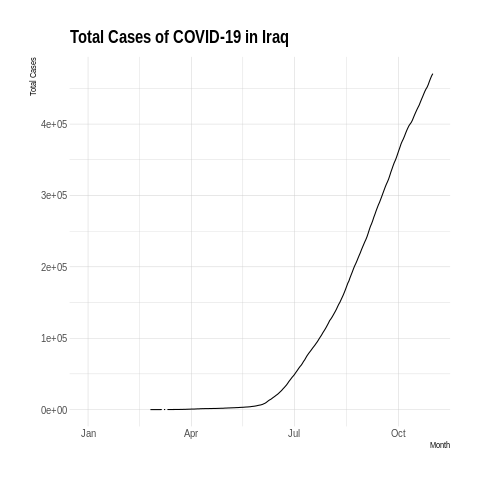 Total Cases of COVID-19 in Iraq
Total Cases
4e+05
3e+05
2e+05
1e+05
0e+00
Jan Apr Jul Oct
Month